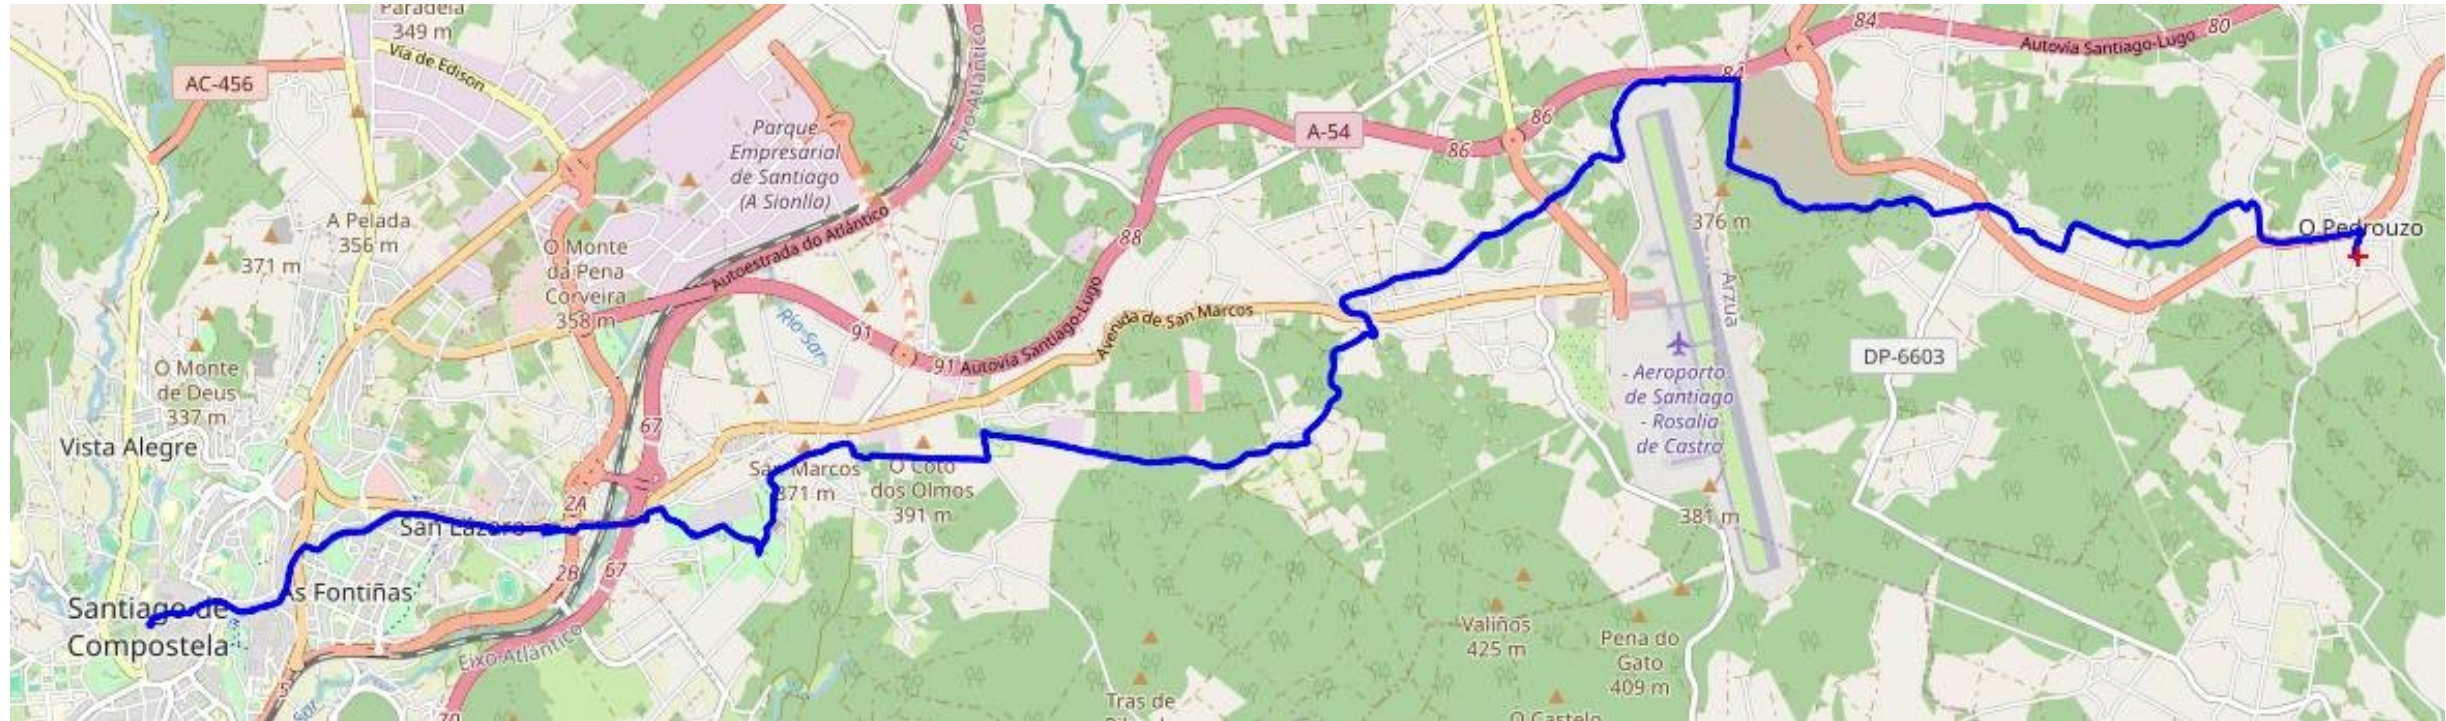 Paradela
349 m
Vía de Edison
AC-456
Eixo Atlántico
84
Autovía Santiago-Lugo
80
84
Parque
Empresarial
de Santiago
(A Sionlla)
A-54
86
86
A Pelada
356 m
371 m
O Monte
da Pena
Corveira
358 m
Autoestrada do Atlántico
88
376 m
O Pedrouzo
Arzúa
Río Sar
91
91
Autovía Santiago-Lugo
Avenida de San Marcos
DP-6603
O Monte
de Deus
337 m
- Aeroporto
de Santiago
- Rosalía
de Castro
Vista Alegre
67
San Marcos
371 m
O Coto
dos Olmos
391 m
2A
San Lázaro
381 m
2B
67
As Fontiñas
Santiago de
Compostela
Eixo Atlántico
Valiños
425 m
Pena do
Gato
409 m
Sar
70
Tras de
O Castelo